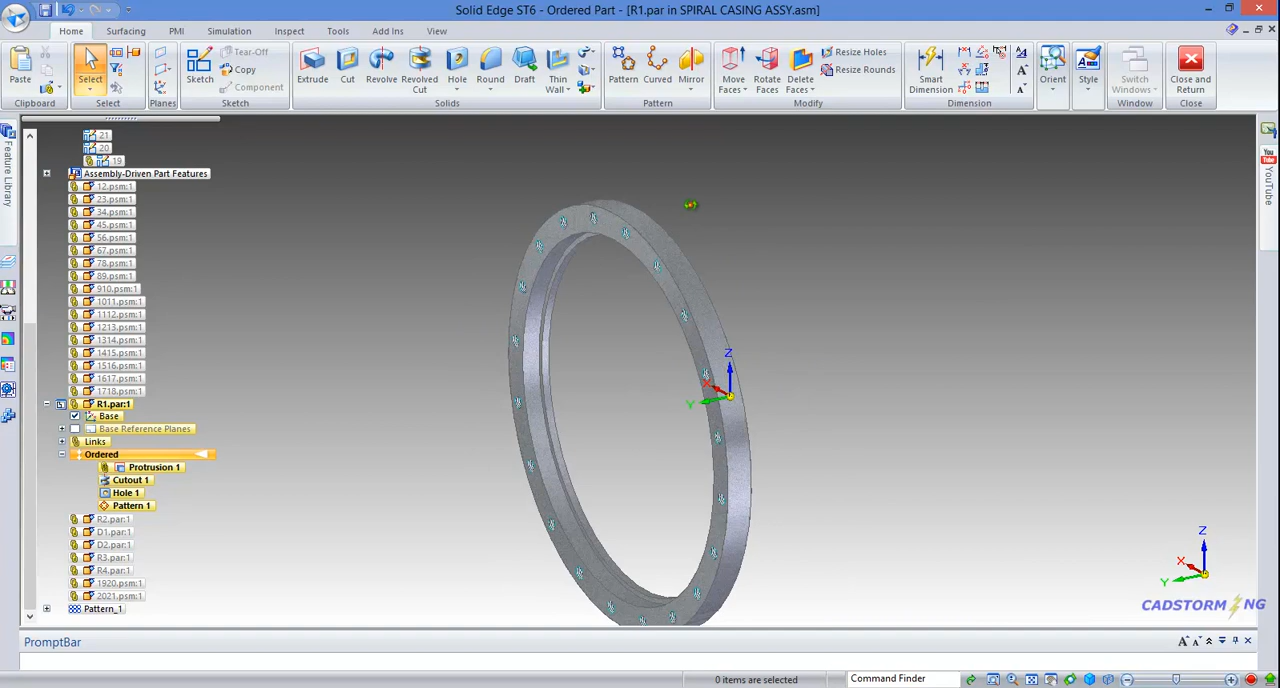 Solid Edge ST6 - Ordered Part - [R1.par in SPIRAL CASING ASSY.asm]
Home Surfacing PMI Simulation Inspect Tools Add Ins View
Tear-Off Resize Holes
Copy Resize Rounds
Component
Paste Select Sketch Extrude Cut Revolve Revolved Cut Hole Round Draft Thin Wall Pattern Curved Mirror Move Faces Rotate Faces Delete Faces Smart Dimension Orient Style Switch Windows Close and Return
Clipboard Select Planes Sketch Solids Pattern Modify Dimension Window Close
Feature Library
YouTube
21
20
19
Assembly-Driven Part Features
12.psm:1
23.psm:1
34.psm:1
45.psm:1
56.psm:1
67.psm:1
78.psm:1
89.psm:1
910.psm:1
1011.psm:1
1112.psm:1
1213.psm:1
1314.psm:1
1415.psm:1
1516.psm:1
1617.psm:1
1718.psm:1
R1.par:1
Base
Base Reference Planes
Links
Ordered
Protrusion 1
Cutout 1
Hole 1
Pattern 1
R2.par:1
D1.par:1
D2.par:1
R3.par:1
R4.par:1
1920.psm:1
2021.psm:1
Pattern_1
Z
X
Y
Z
X
Y
CADSTORMING
PromptBar
0 items are selected Command Finder